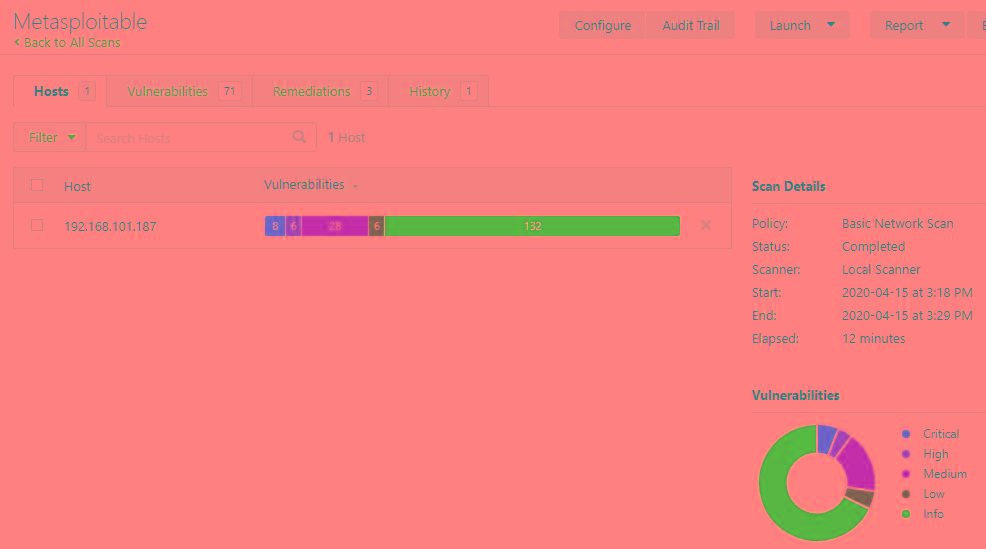 Metasploitable
Configure Audit Trail Launch Report
< Back to All Scans
Hosts 1 Vulnerabilities 71 Remediations 3 History 1
Filter Search Hosts 1 Host
Host Vulnerabilities
192.168.101.187 8 6 28 6 132
Scan Details
Policy: Basic Network Scan
Status: Completed
Scanner: Local Scanner
Start: 2020-04-15 at 3:18 PM
End: 2020-04-15 at 3:29 PM
Elapsed: 12 minutes
Vulnerabilities
Critical
High
Medium
Low
Info